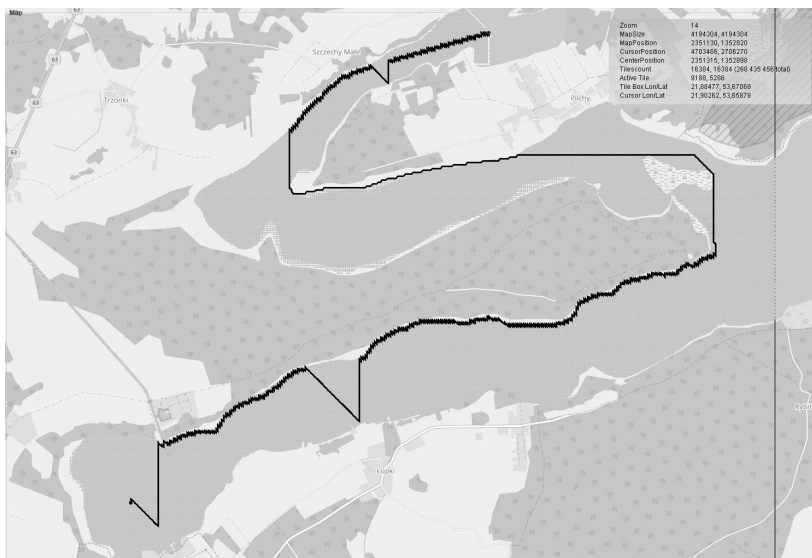 Map
63
Szczechy Małe
Zoom 14
MapSize 4194304, 4194304
MapPosition 2351130, 1352820
CursorPosition 4703466, 2706270
CenterPosition 2351315, 1352898
Tilescount 16384, 16384 (268 435 456 total)
Active Tile 9188, 5286
Tile Box Lon/Lat 21,88477, 53,67068
Cursor Lon/Lat 21,90262, 53,65878
63
Trzonki
Pilchy
63
Łupki